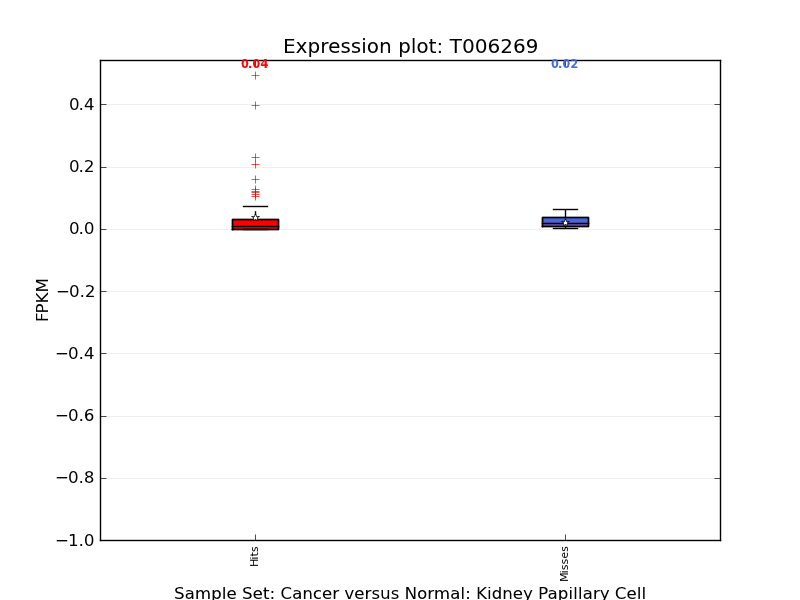 Expression plot: T006269
0.04
0.02
0.4
0.2
0.0
−0.2
−0.4
−0.6
−0.8
−1.0
FPKM
Hits
Misses
Sample Set: Cancer versus Normal: Kidney Papillary Cell